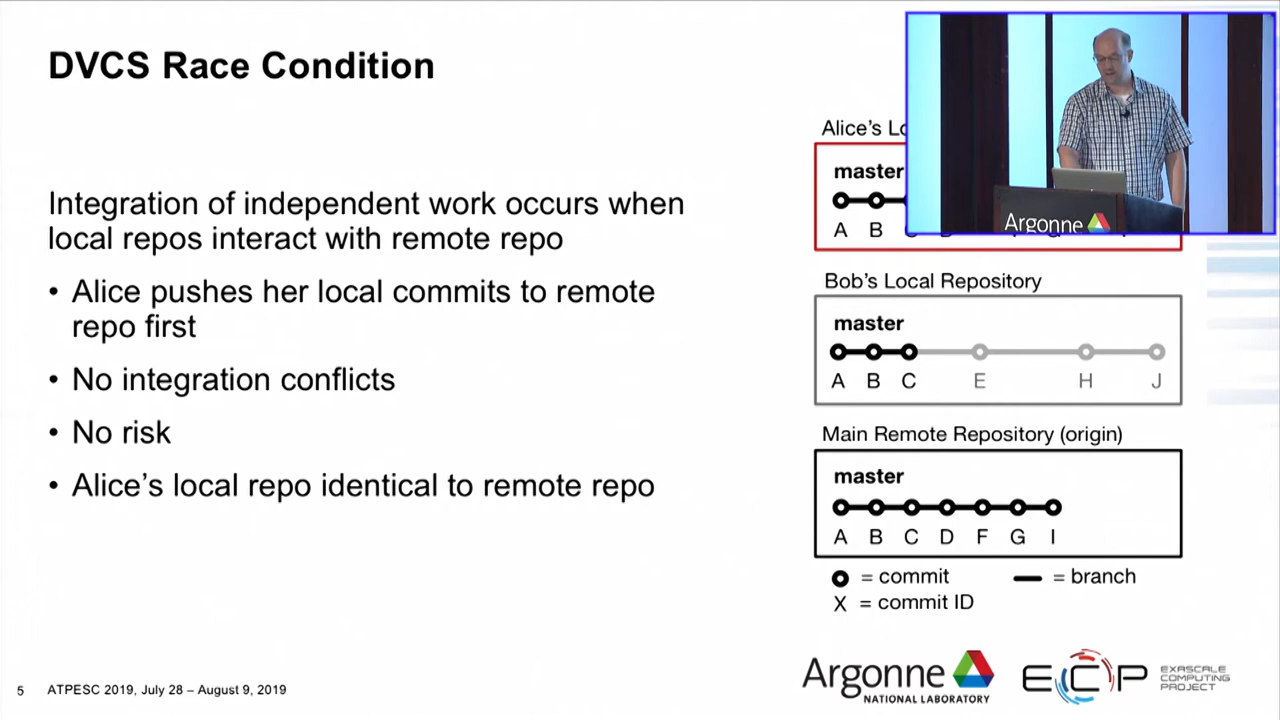 DVCS Race Condition
Integration of independent work occurs when
local repos interact with remote repo
• Alice pushes her local commits to remote
repo first
• No integration conflicts
• No risk
• Alice's local repo identical to remote repo
Alice's
master
A B
Argonne
Bob's Local Repository
master
A B C E H J
Main Remote Repository (origin)
master
A B C D F G I
= commit
= branch
X = commit ID
5
ATPESC 2019, July 28 – August 9, 2019
Argonne
NATIONAL LABORATORY
ECP
EXASCALE
COMPUTING
PROJECT